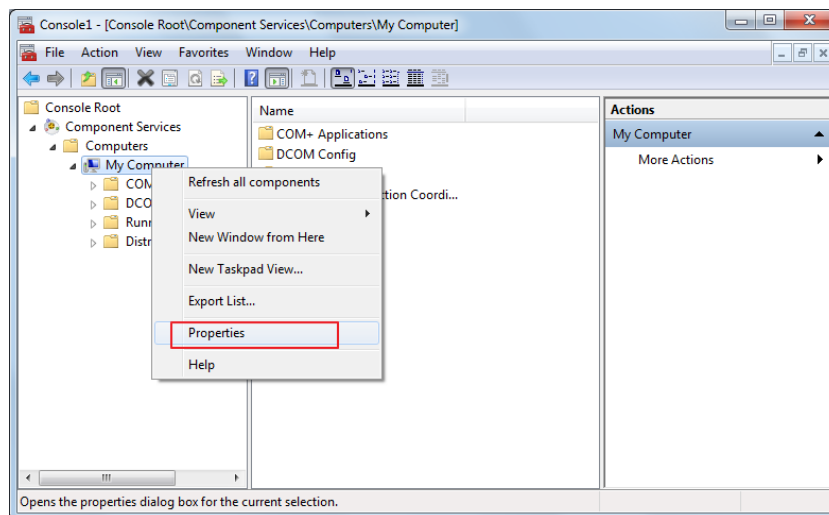 Console1 - [Console Root\Component Services\Computers\My Computer]
File Action View Favorites Window Help
Console Root
Component Services
Computers
My Computer
COM
DCO
Runn
Distr
Name
COM+ Applications
DCOM Config
tion Coordi...
Actions
My Computer
More Actions
Refresh all components
View
New Window from Here
New Taskpad View...
Export List...
Properties
Help
Opens the properties dialog box for the current selection.